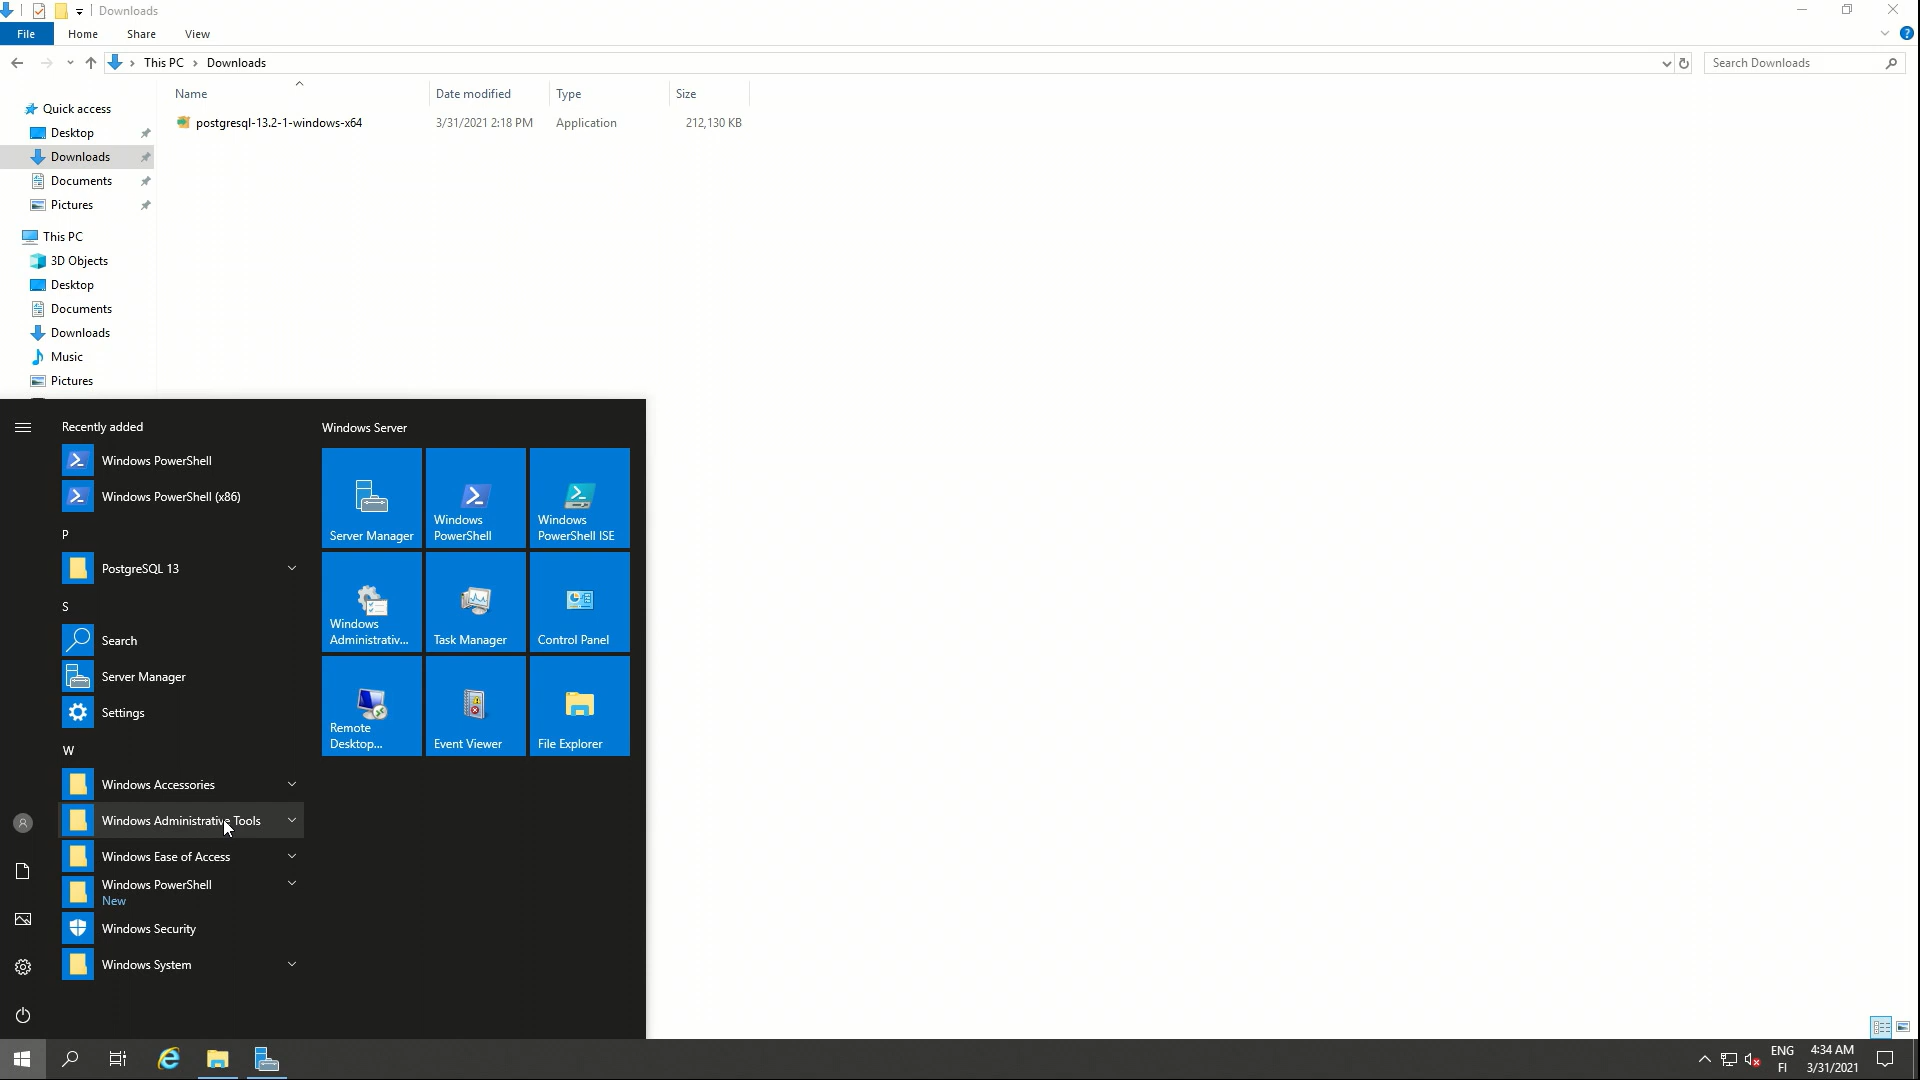 Downloads
File Home Share View
This PC Downloads
Search Downloads
Name Date modified Type Size
postgresql-13.2-1-windows-x64 3/31/2021 2:18 PM Application 212,130 KB
Quick access
Desktop
Downloads
Documents
Pictures
This PC
3D Objects
Desktop
Documents
Downloads
Music
Pictures
Recently added
Windows PowerShell
Windows PowerShell (x86)
P
PostgreSQL 13
S
Search
Server Manager
Settings
W
Windows Accessories
Windows Administrative Tools
Windows Ease of Access
Windows PowerShell
New
Windows Security
Windows System
Windows Server
Server Manager
Windows
PowerShell
Windows
PowerShell ISE
Windows
Administrativ...
Task Manager
Control Panel
Remote
Desktop...
Event Viewer
File Explorer
ENG
FI
4:34 AM
3/31/2021